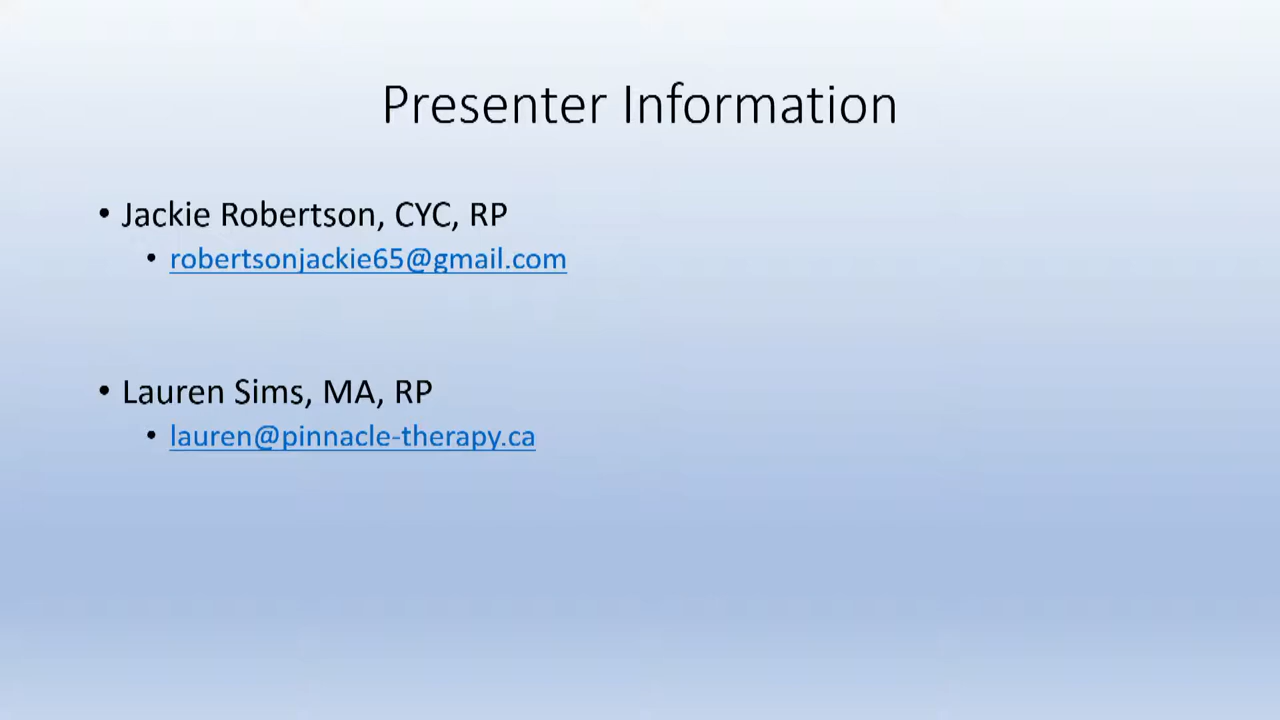 Presenter Information
• Jackie Robertson, CYC, RP
• robertsonjackie65@gmail.com
• Lauren Sims, MA, RP
• lauren@pinnacle-therapy.ca